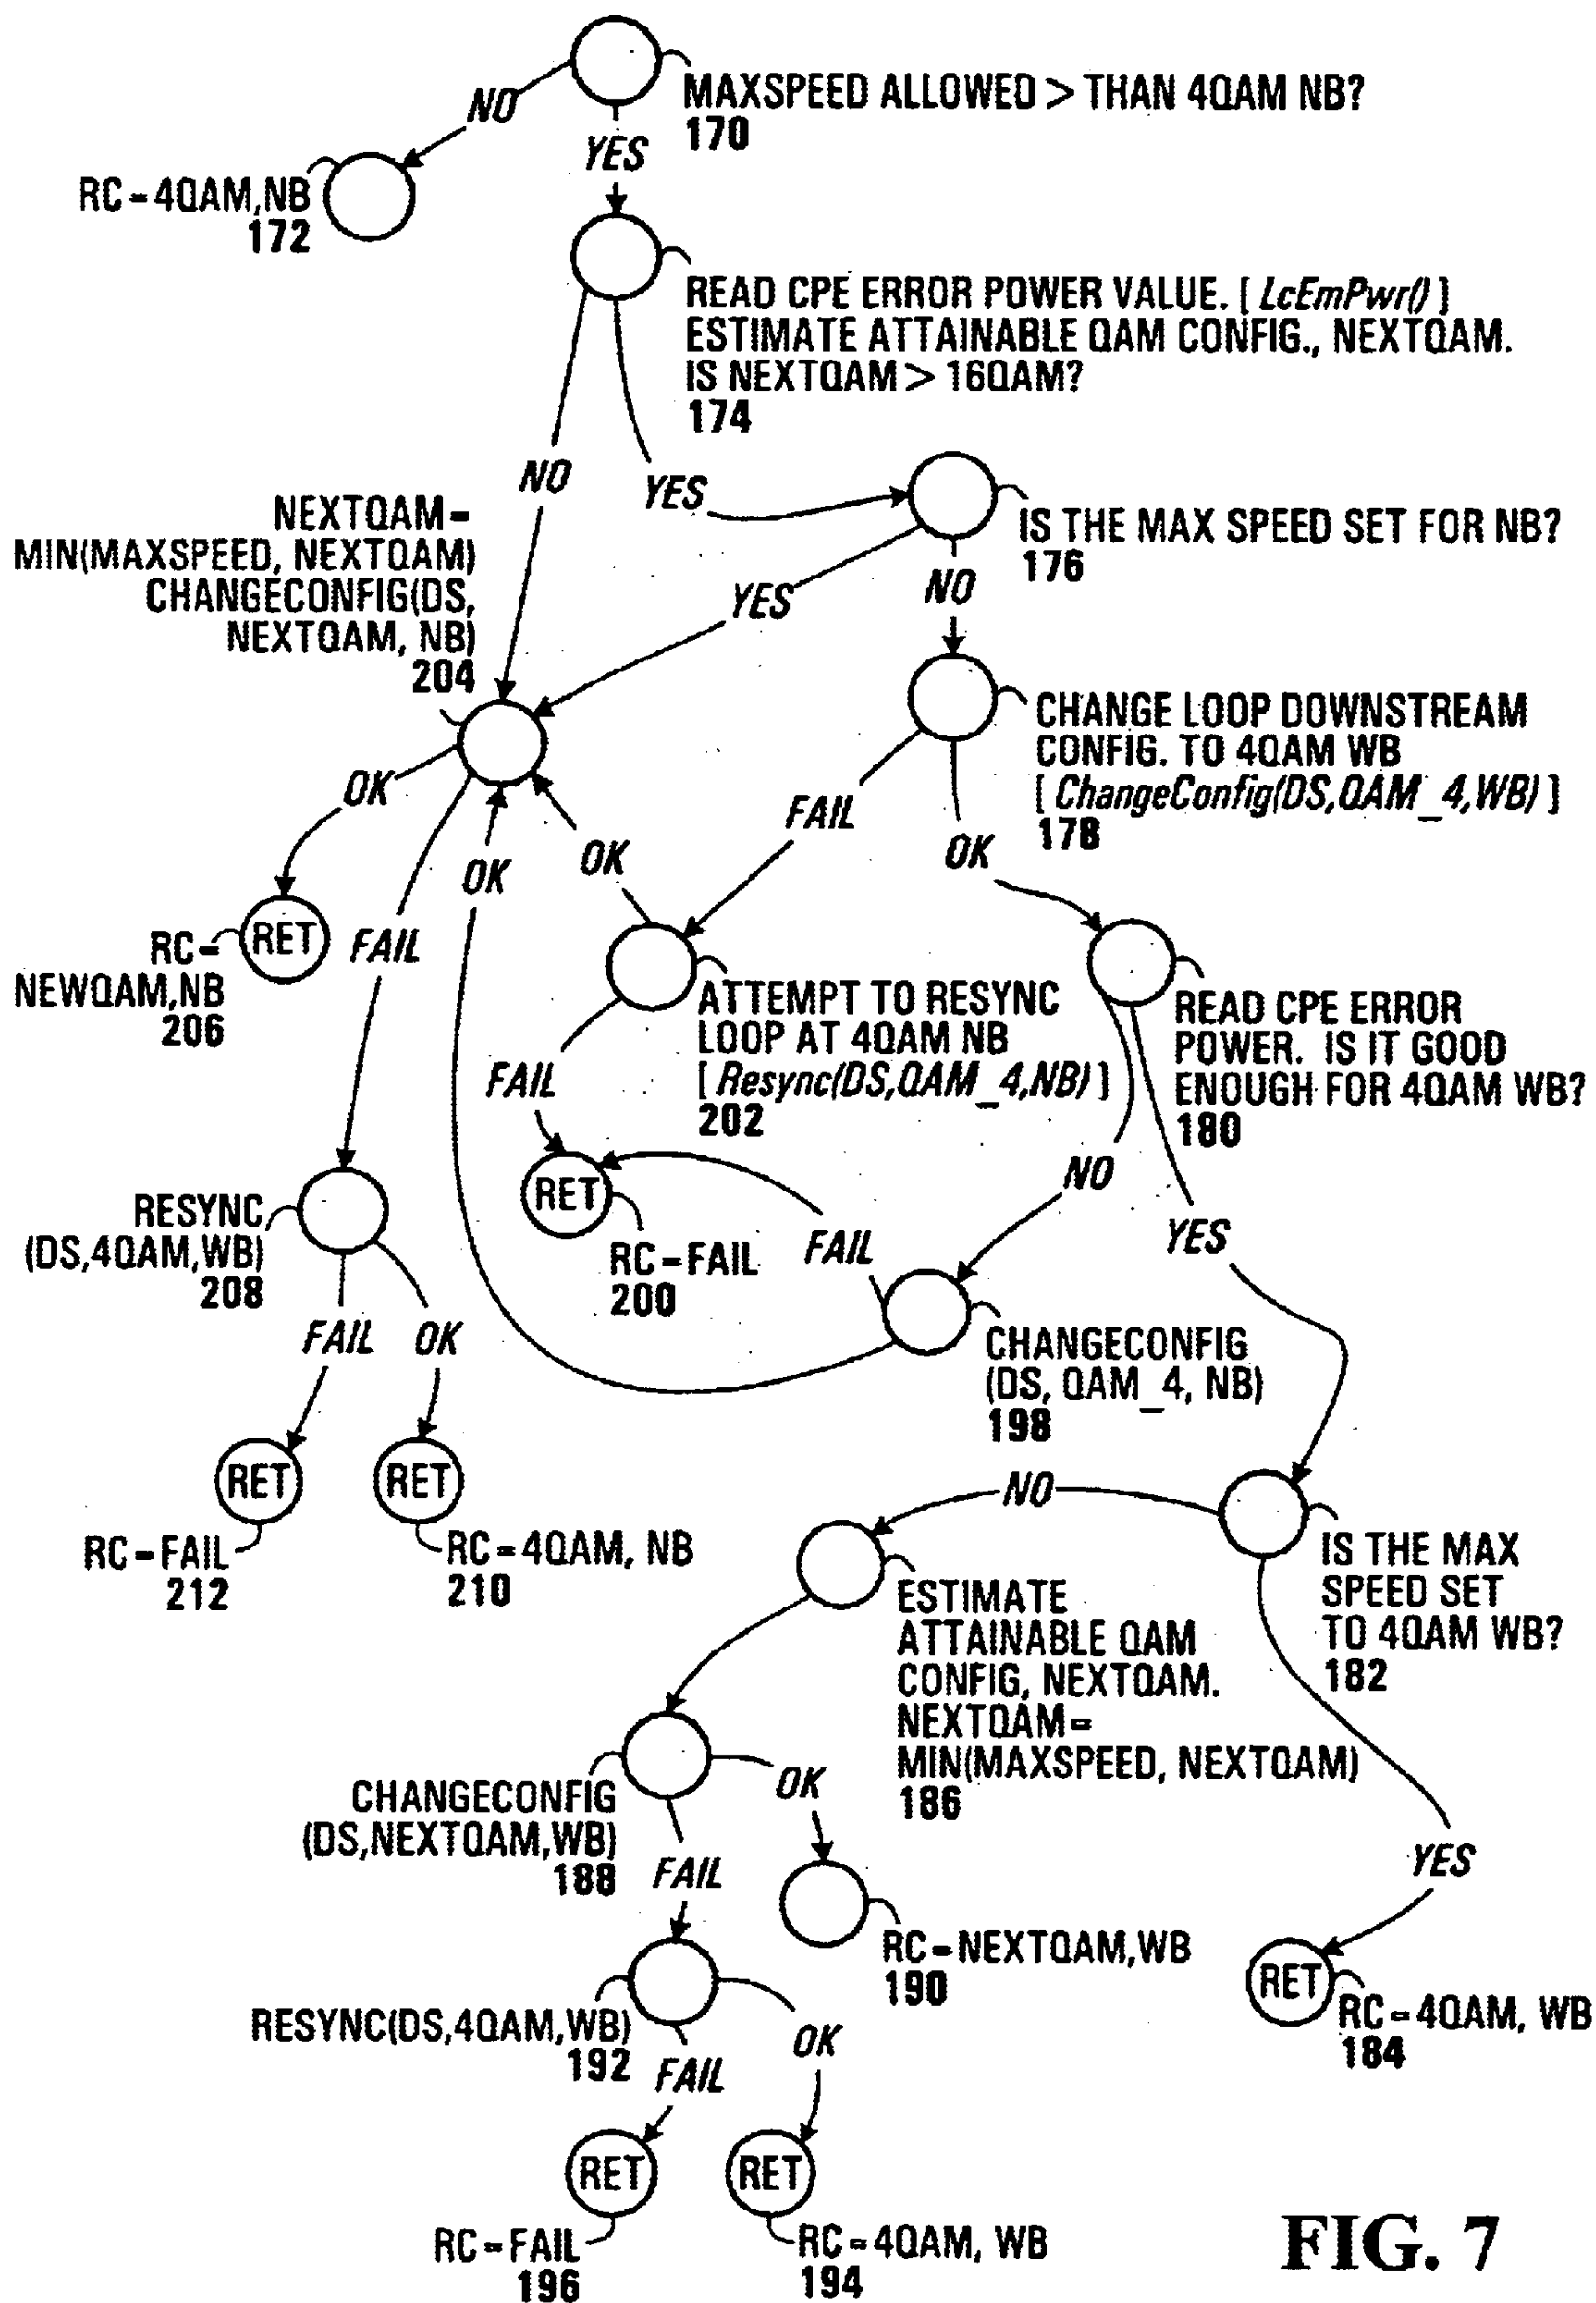 MAXSPEED ALLOWED > THAN 4QAM NB?
170
NO
YES
RC=4QAM,NB
172
READ CPE ERROR POWER VALUE. [ LcEmPwr() ]
ESTIMATE ATTAINABLE QAM CONFIG., NEXTQAM.
IS NEXTQAM > 16QAM?
174
NO
YES
NEXTQAM=
MIN(MAXSPEED, NEXTQAM)
CHANGECONFIG(DS,
NEXTQAM, NB)
204
IS THE MAX SPEED SET FOR NB?
176
YES
NO
CHANGE LOOP DOWNSTREAM
CONFIG. TO 4QAM WB
[ ChangeConfig(DS,QAM_4,WB) ]
178
OK
FAIL
OK
OK
OK
RET
RC=
NEWQAM,NB
206
FAIL
ATTEMPT TO RESYNC
LOOP AT 4QAM NB
[ Resync(DS,QAM_4,NB) ]
202
READ CPE ERROR
POWER. IS IT GOOD
ENOUGH FOR 4QAM WB?
180
FAIL
NO
YES
RET
RC=FAIL
200
FAIL
RESYNC
(DS,4QAM,WB)
208
FAIL
OK
CHANGECONFIG
(DS, QAM_4, NB)
198
RET
RET
RC=FAIL
212
RC=4QAM, NB
210
NO
IS THE MAX
SPEED SET
TO 4QAM WB?
182
ESTIMATE
ATTAINABLE QAM
CONFIG, NEXTQAM.
NEXTQAM=
MIN(MAXSPEED, NEXTQAM)
186
CHANGECONFIG
(DS,NEXTQAM,WB)
188
OK
FAIL
YES
RC=NEXTQAM,WB
190
RET
RC=4QAM, WB
184
RESYNC(DS,4QAM,WB)
192
OK
FAIL
RET
RET
RC=FAIL
196
RC=4QAM, WB
194
FIG. 7